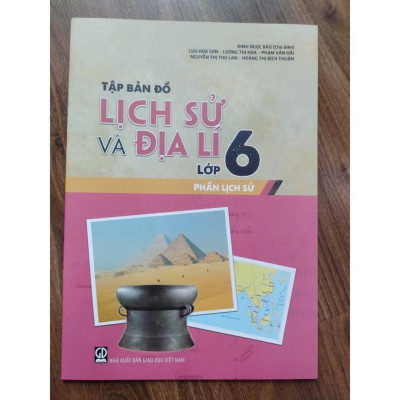 ĐINH NGỌC BẢO (Chủ biên)
LƯU HOA SƠN - LƯƠNG THỊ HOA - PHẠM VĂN HẢI
NGUYỄN THỊ THU LAN - HOÀNG THỊ BÍCH THUẬN
TẬP BẢN ĐỒ
LỊCH SỬ
VÀ ĐỊA LÍ
LỚP 6
PHẦN LỊCH SỬ
GD
NHÀ XUẤT BẢN GIÁO DỤC VIỆT NAM